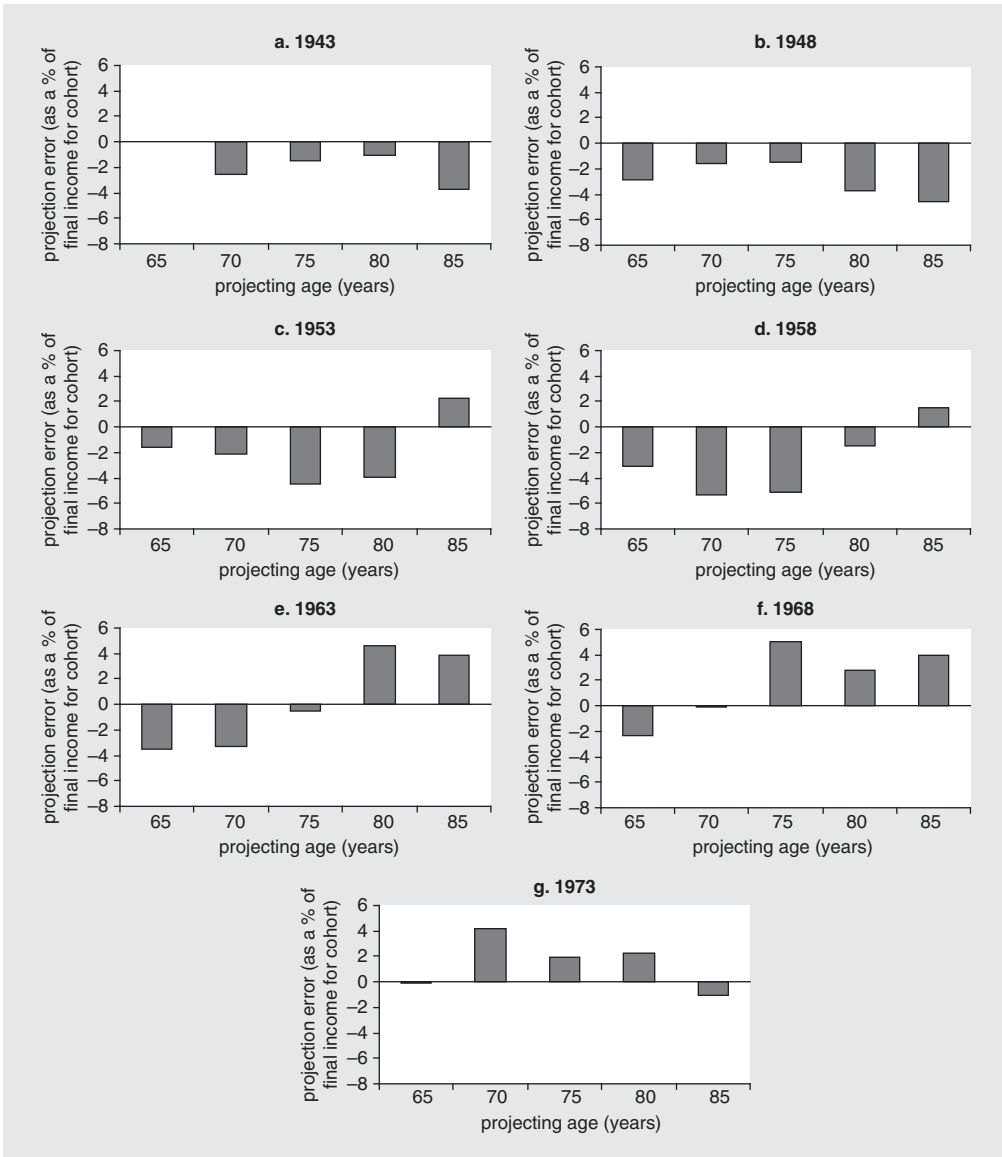 a. 1943
projection error (as a % of
final income for cohort)
6
4
2
0
–2
–4
–6
–8
65 70 75 80 85
projecting age (years)
b. 1948
projection error (as a % of
final income for cohort)
6
4
2
0
–2
–4
–6
–8
65 70 75 80 85
projecting age (years)
c. 1953
projection error (as a % of
final income for cohort)
6
4
2
0
–2
–4
–6
–8
65 70 75 80 85
projecting age (years)
d. 1958
projection error (as a % of
final income for cohort)
6
4
2
0
–2
–4
–6
–8
65 70 75 80 85
projecting age (years)
e. 1963
projection error (as a % of
final income for cohort)
6
4
2
0
–2
–4
–6
–8
65 70 75 80 85
projecting age (years)
f. 1968
projection error (as a % of
final income for cohort)
6
4
2
0
–2
–4
–6
–8
65 70 75 80 85
projecting age (years)
g. 1973
projection error (as a % of
final income for cohort)
6
4
2
0
–2
–4
–6
–8
65 70 75 80 85
projecting age (years)